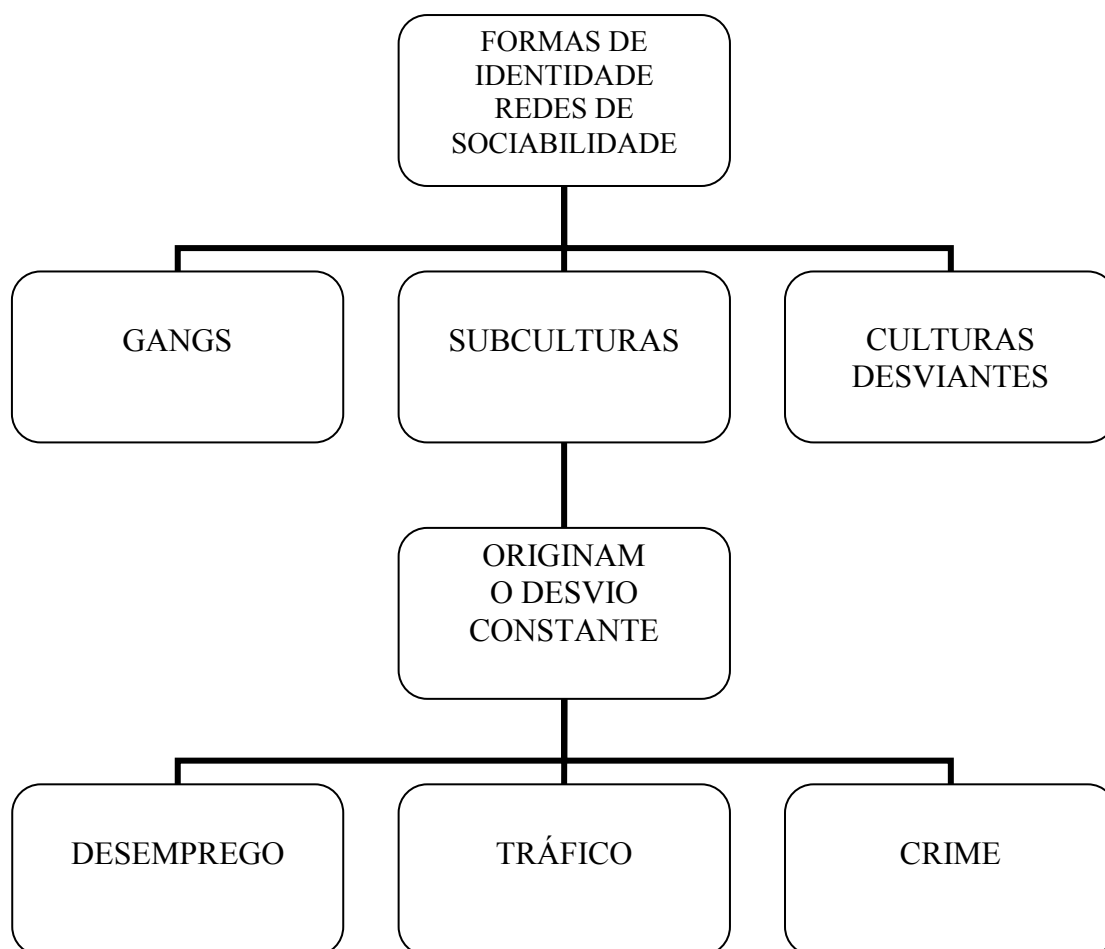 FORMAS DE
IDENTIDADE
REDES DE
SOCIABILIDADE
GANGS
SUBCULTURAS
CULTURAS
DESVIANTES
ORIGINAM
O DESVIO
CONSTANTE
DESEMPREGO
TRÁFICO
CRIME